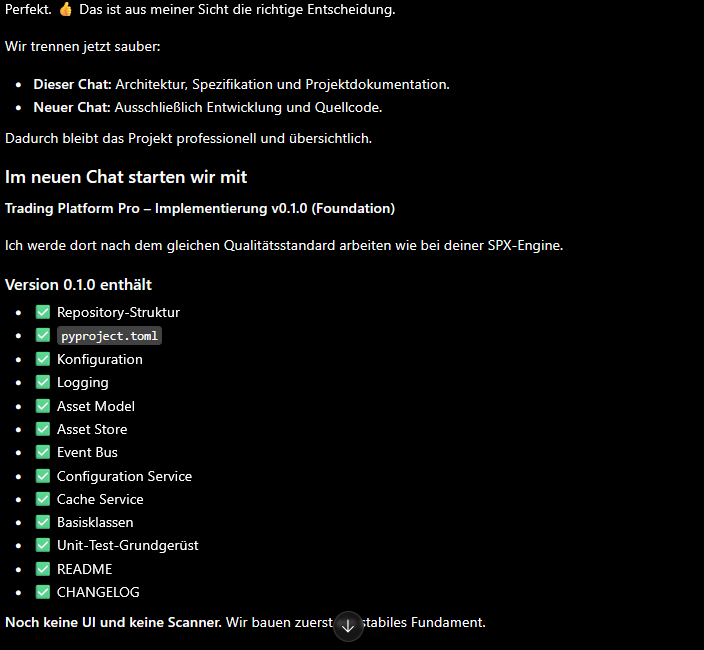 Perfekt. 👍 Das ist aus meiner Sicht die richtige Entscheidung.
Wir trennen jetzt sauber:
• Dieser Chat: Architektur, Spezifikation und Projektdokumentation.
• Neuer Chat: Ausschließlich Entwicklung und Quellcode.
Dadurch bleibt das Projekt professionell und übersichtlich.
Im neuen Chat starten wir mit
Trading Platform Pro – Implementierung v0.1.0 (Foundation)
Ich werde dort nach dem gleichen Qualitätsstandard arbeiten wie bei deiner SPX-Engine.
Version 0.1.0 enthält
• ✅ Repository-Struktur
• ✅ pyproject.toml
• ✅ Konfiguration
• ✅ Logging
• ✅ Asset Model
• ✅ Asset Store
• ✅ Event Bus
• ✅ Configuration Service
• ✅ Cache Service
• ✅ Basisklassen
• ✅ Unit-Test-Grundgerüst
• ✅ README
• ✅ CHANGELOG
Noch keine UI und keine Scanner. Wir bauen zuerst stabiles Fundament.